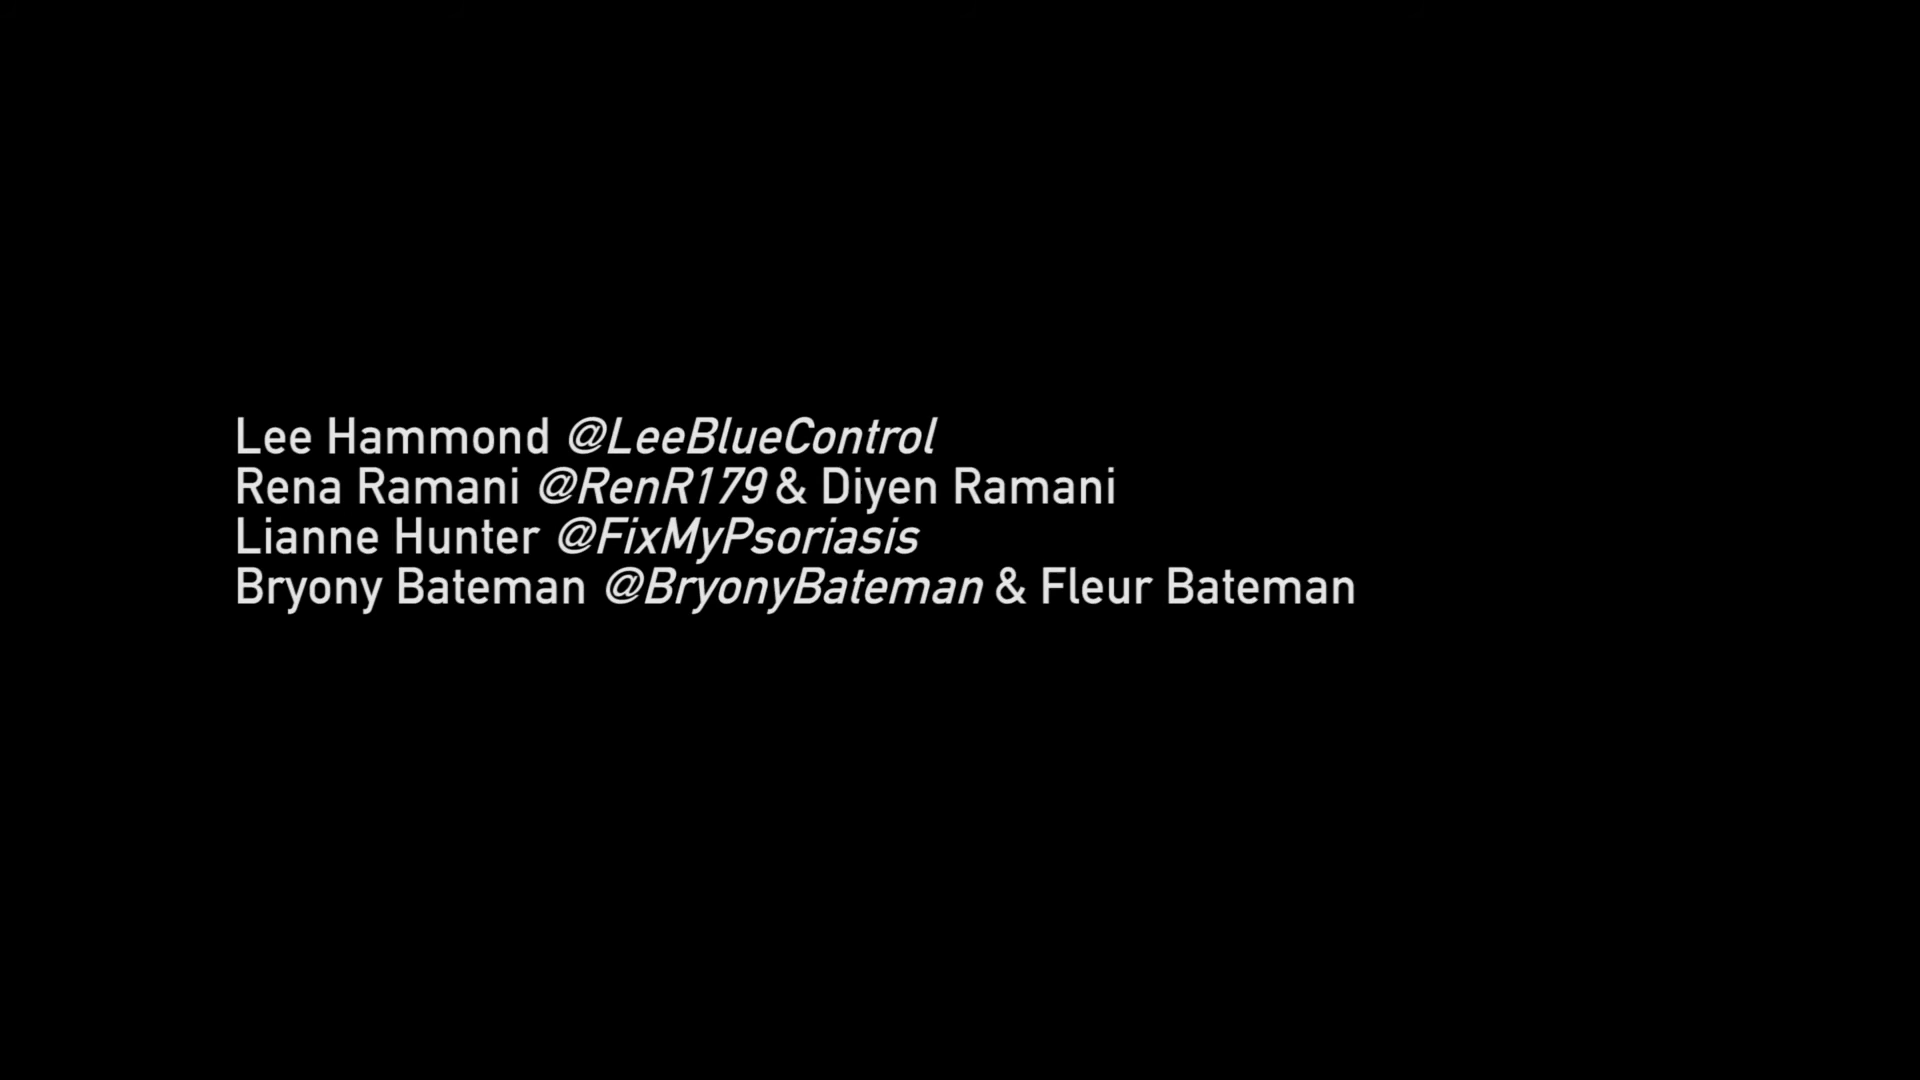 Lee Hammond @LeeBlueControl
Rena Ramani @RenR179 & Diyen Ramani
Lianne Hunter @FixMyPsoriasis
Bryony Bateman @BryonyBateman & Fleur Bateman